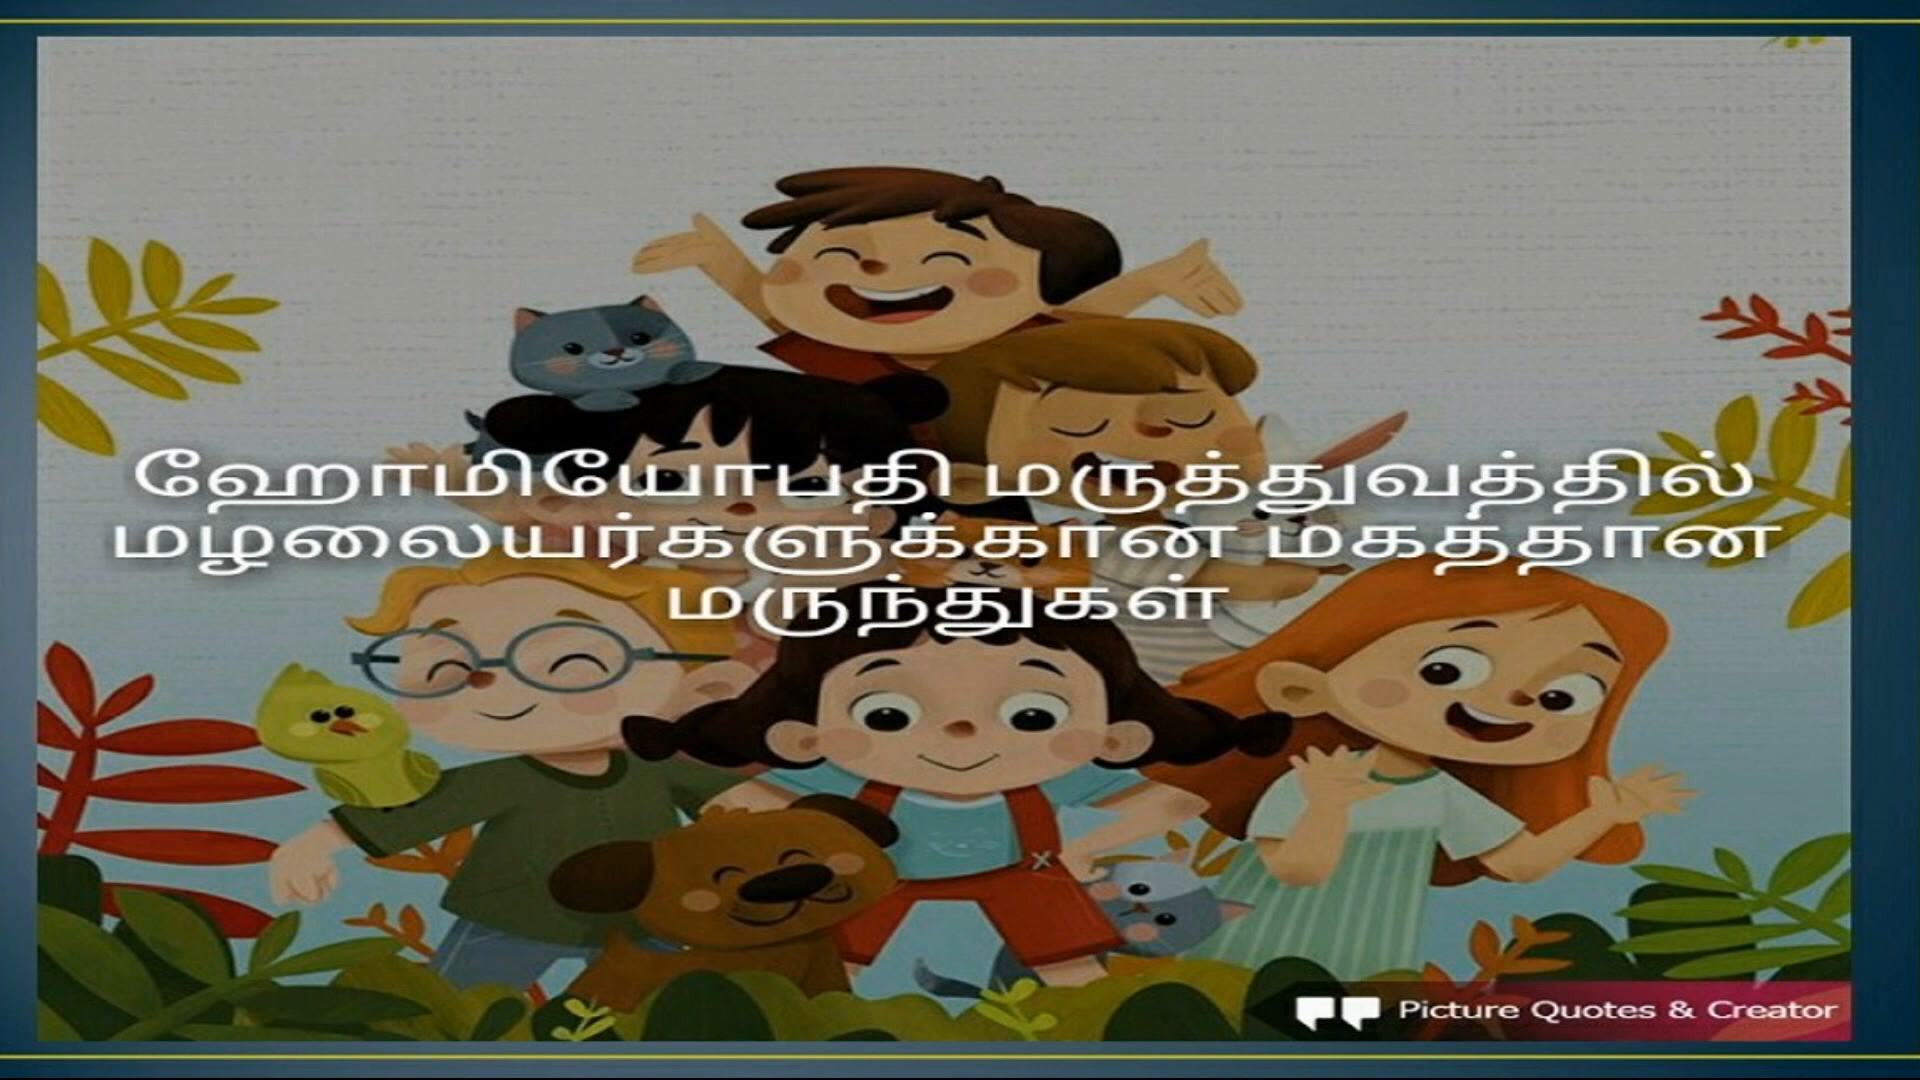 ஹோமியோபதி மருத்துவத்தில்
மழலையர்களுக்கான மகத்தான
மருந்துகள்
Picture Quotes & Creator